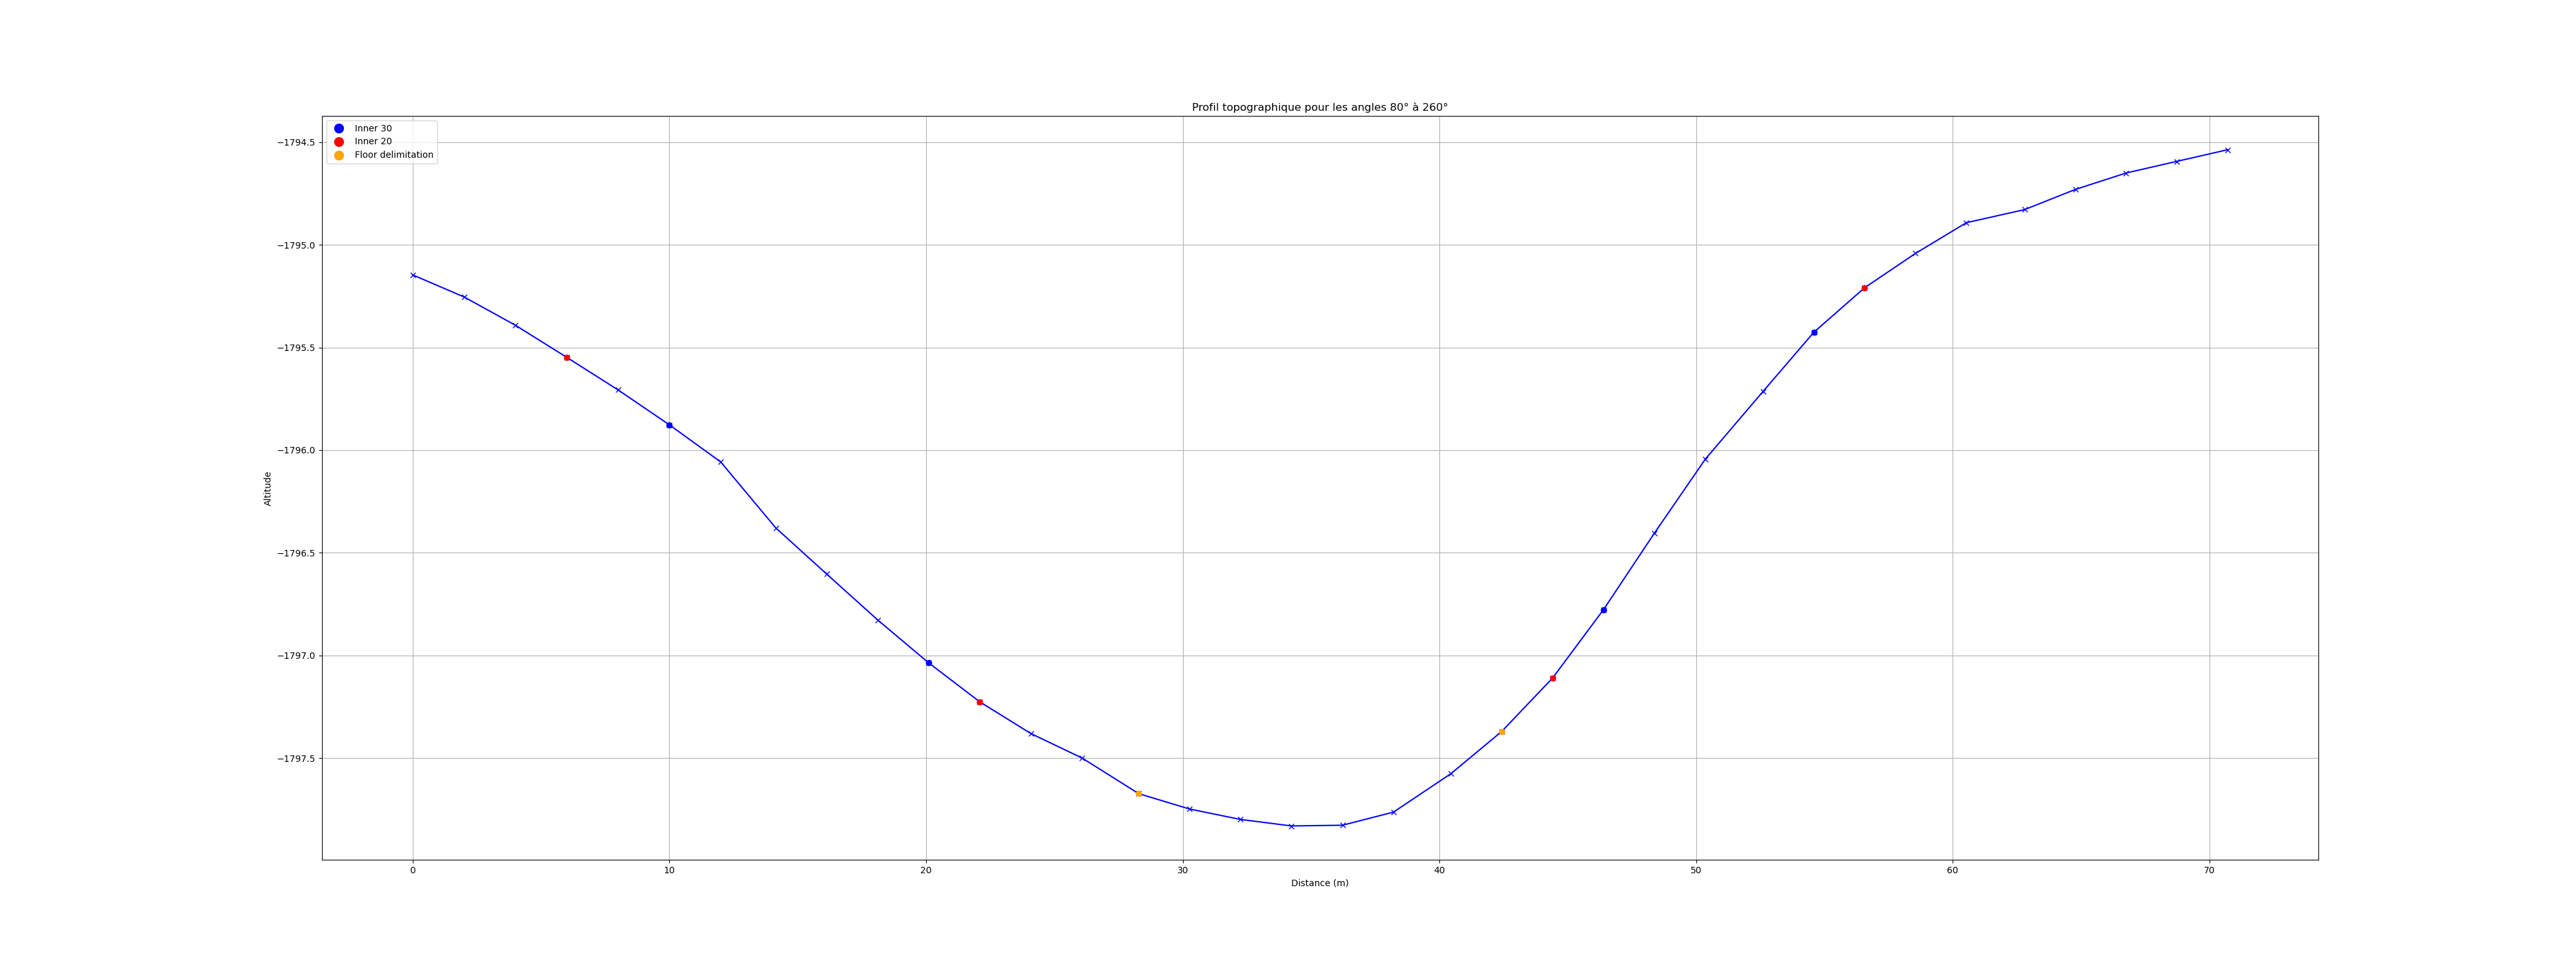 Profil topographique pour les angles 80° à 260°
Inner 30
Inner 20
Floor delimitation
−1794.5
−1795.0
−1795.5
−1796.0
−1796.5
−1797.0
−1797.5
Altitude
0 10 20 30 40 50 60 70
Distance (m)